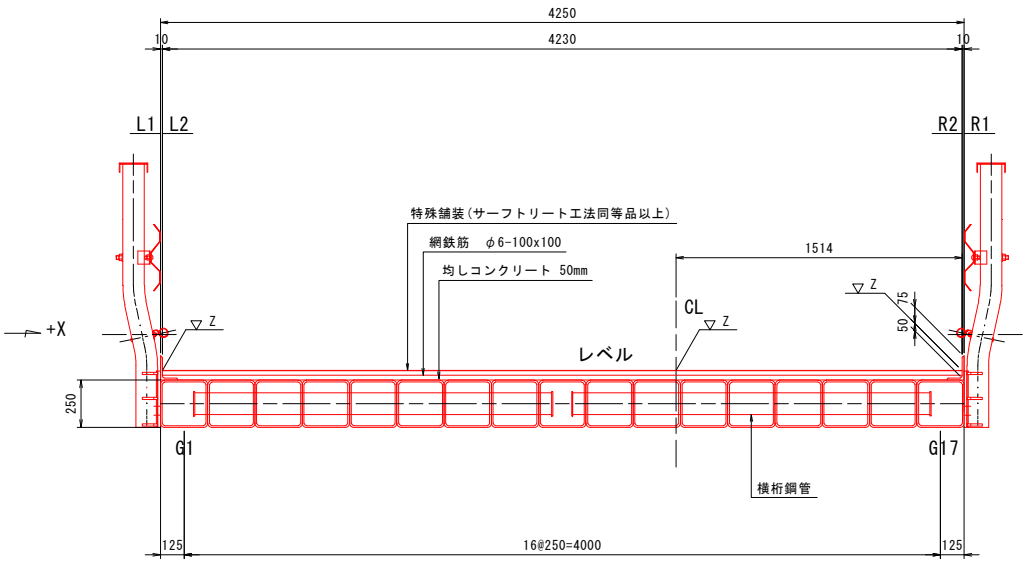 4250
10
4230
10
L1
L2
R2
R1
特殊舗装(サーフトリート工法同等品以上)
網鉄筋 φ6-100x100
均しコンクリート 50mm
1514
Z
75
50
+X
Z
CL
Z
レベル
250
G1
G17
横桁鋼管
125
16@250=4000
125